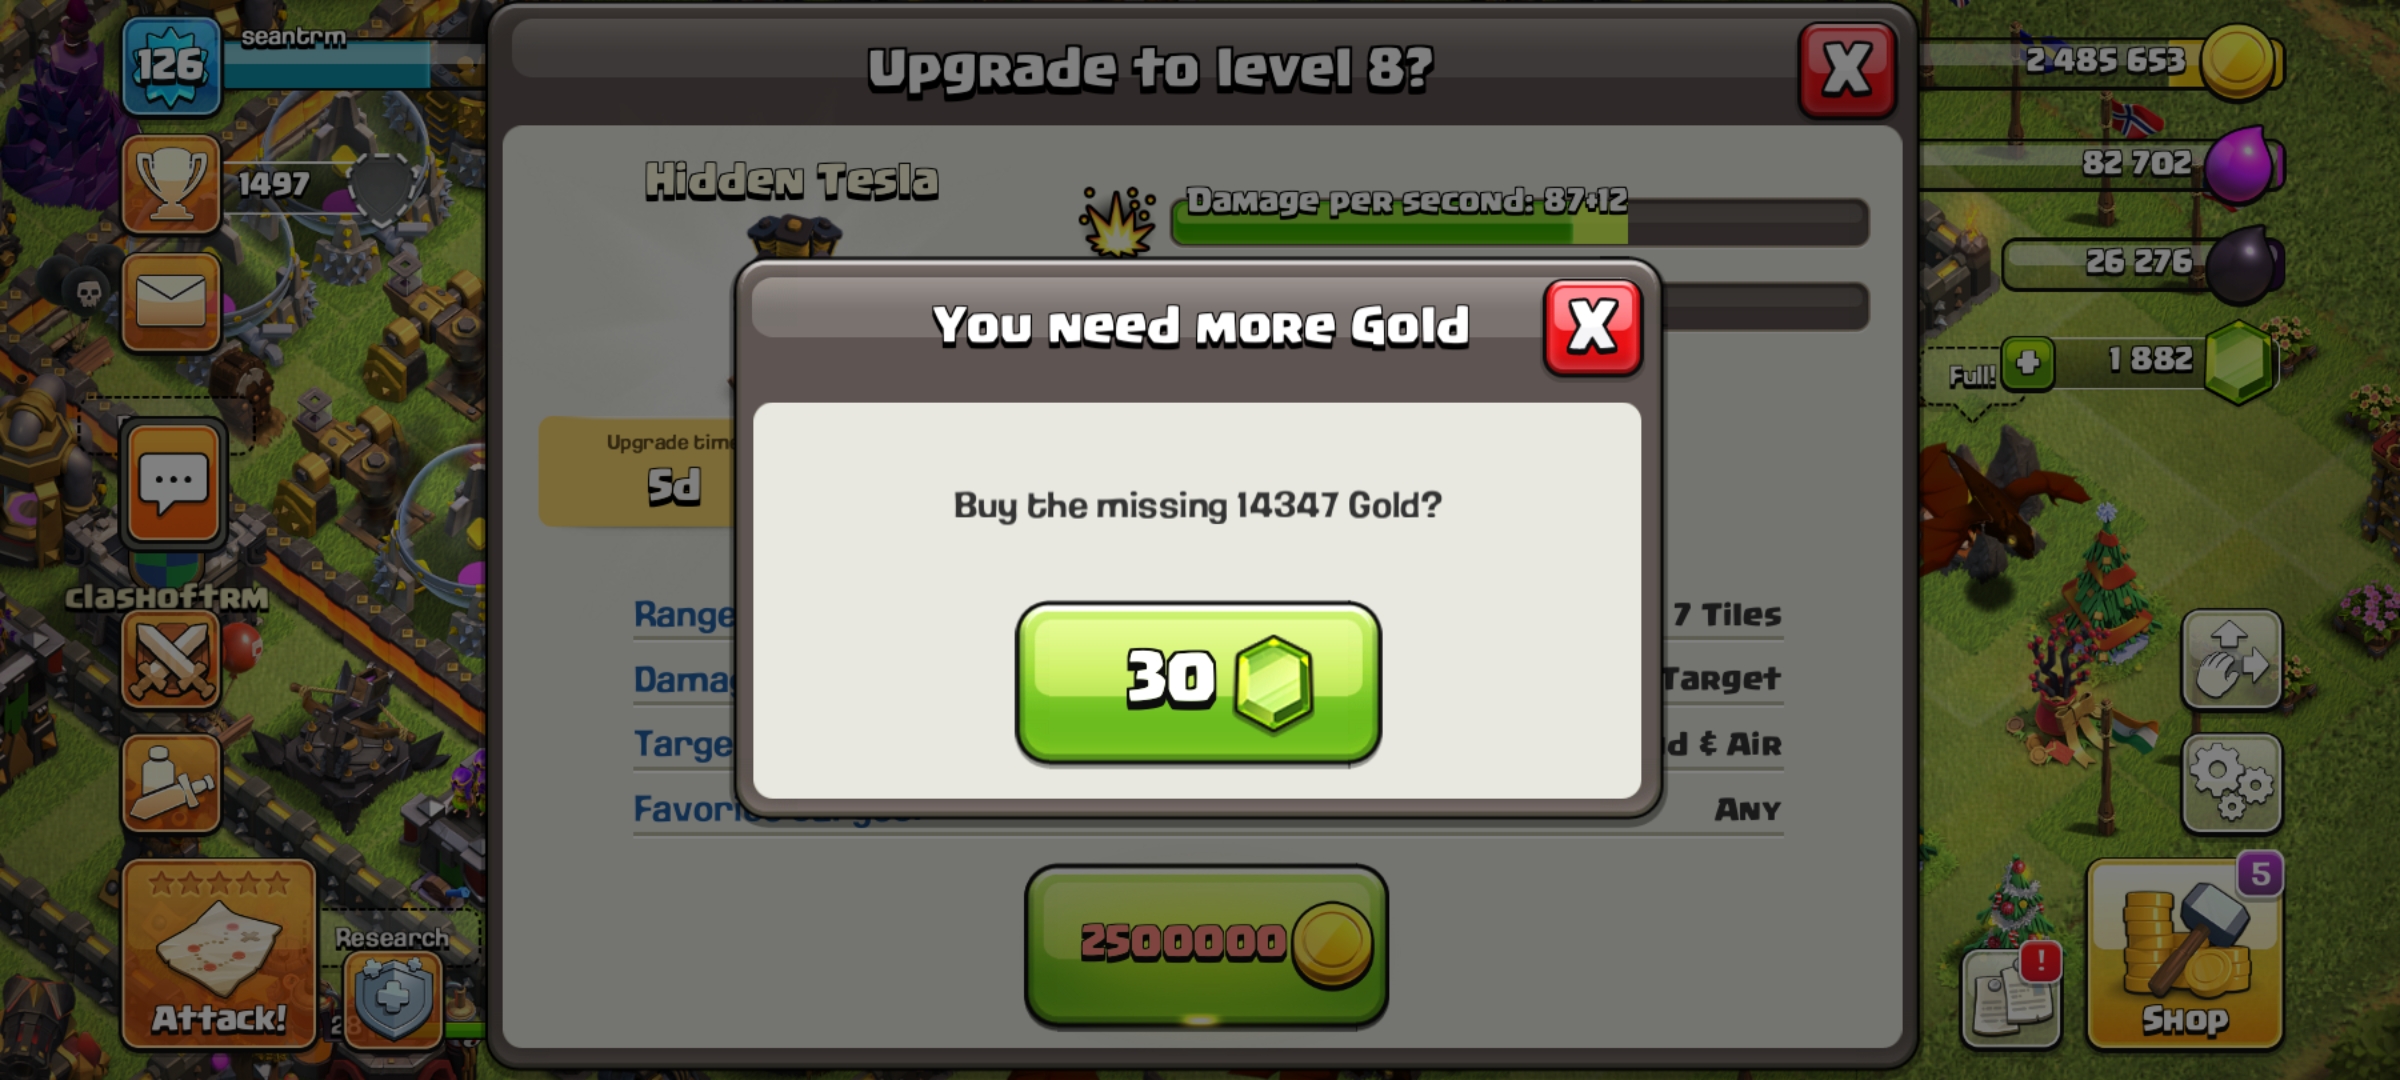 126
seantrm
Upgrade to level 8?
X
2 485 653
1497
Hidden Tesla
Damage per second: 87+12
82 702
26 276
You need more Gold
X
Full!
1 882
Upgrade time
5d
Buy the missing 14347 Gold?
clashoftrm
Range
7 Tiles
30
Target
Targe
d & Air
Any
5
Research
2500000
!
Attack!
Shop